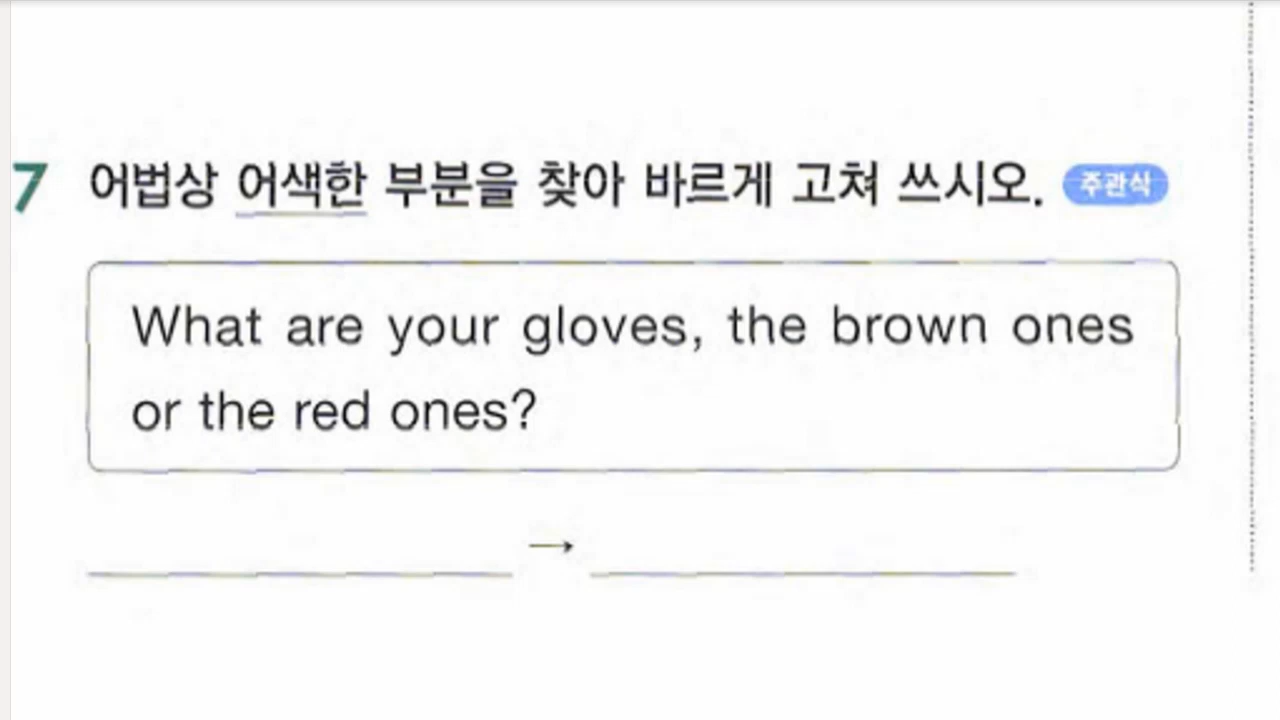 7 어법상 어색한 부분을 찾아 바르게 고쳐 쓰시오. 주관식
What are your gloves, the brown ones
or the red ones?
→